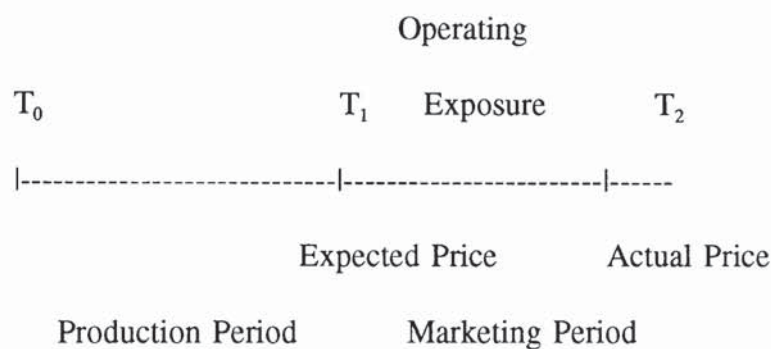 Operating
T₀ T₁ Exposure T₂
|--------------------------------|--------------------------|------
Expected Price Actual Price
Production Period Marketing Period